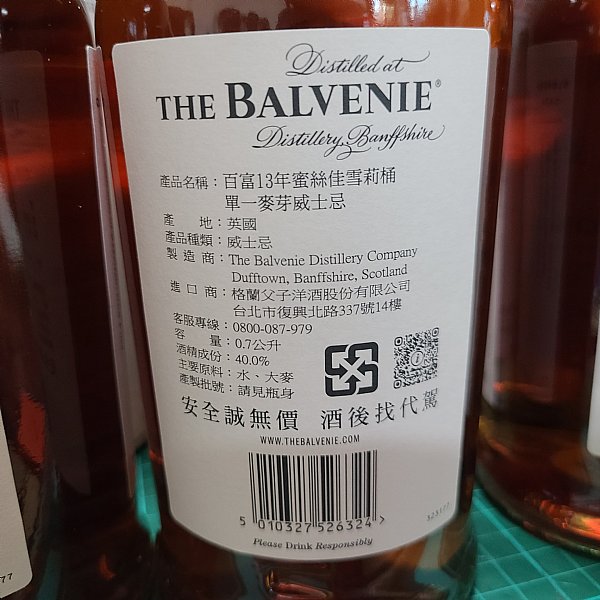 Distilled at
THE BALVENIE®
Distillery, Banffshire
產品名稱：百富13年蜜絲佳雪莉桶
單一麥芽威士忌
產　　地：英國
產品種類：威士忌
製 造 商：The Balvenie Distillery Company
Dufftown, Banffshire, Scotland
進 口 商：格蘭父子洋酒股份有限公司
台北市復興北路337號14樓
客服專線：0800-087-979
容　　量：0.7公升
酒精成份：40.0%
主要原料：水、大麥
產製批號：請見瓶身
安全誠無價 酒後找代駕
WWW.THEBALVENIE.COM
5 010327 526324 >
Please Drink Responsibly